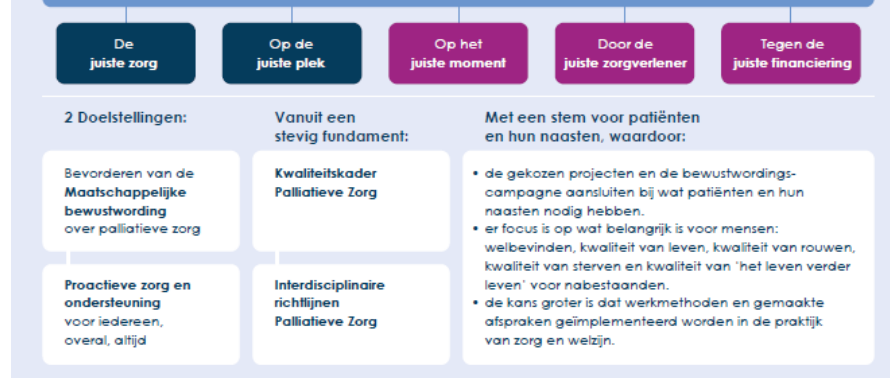 De
juiste zorg
Op de
juiste plek
Op het
juiste moment
Door de
juiste zorgverlener
Tegen de
juiste financiering
2 Doelstellingen:
Bevorderen van de
Maatschappelijke
bewustwording
over palliatieve zorg
Proactieve zorg en
ondersteuning
voor iedereen,
overal, altijd
Vanuit een
stevig fundament:
Kwaliteitskader
Palliatieve Zorg
Interdisciplinaire
richtlijnen
Palliatieve Zorg
Met een stem voor patiënten
en hun naasten, waardoor:
• de gekozen projecten en de bewustwordings-
campagne aansluiten bij wat patiënten en hun
naasten nodig hebben.
• er focus is op wat belangrijk is voor mensen:
welbevinden, kwaliteit van leven, kwaliteit van rouwen,
kwaliteit van sterven en kwaliteit van 'het leven verder
leven' voor nabestaanden.
• de kans groter is dat werkmethoden en gemaakte
afspraken geïmplementeerd worden in de praktijk
van zorg en welzijn.